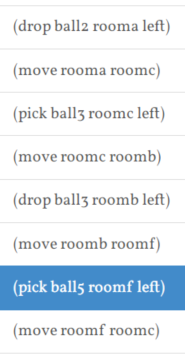 (drop ball2 rooma left)
(move rooma roomc)
(pick ball3 roomc left)
(move roomc roomb)
(drop ball3 roomb left)
(move roomb roomf)
(pick ball5 roomf left)
(move roomf roomc)